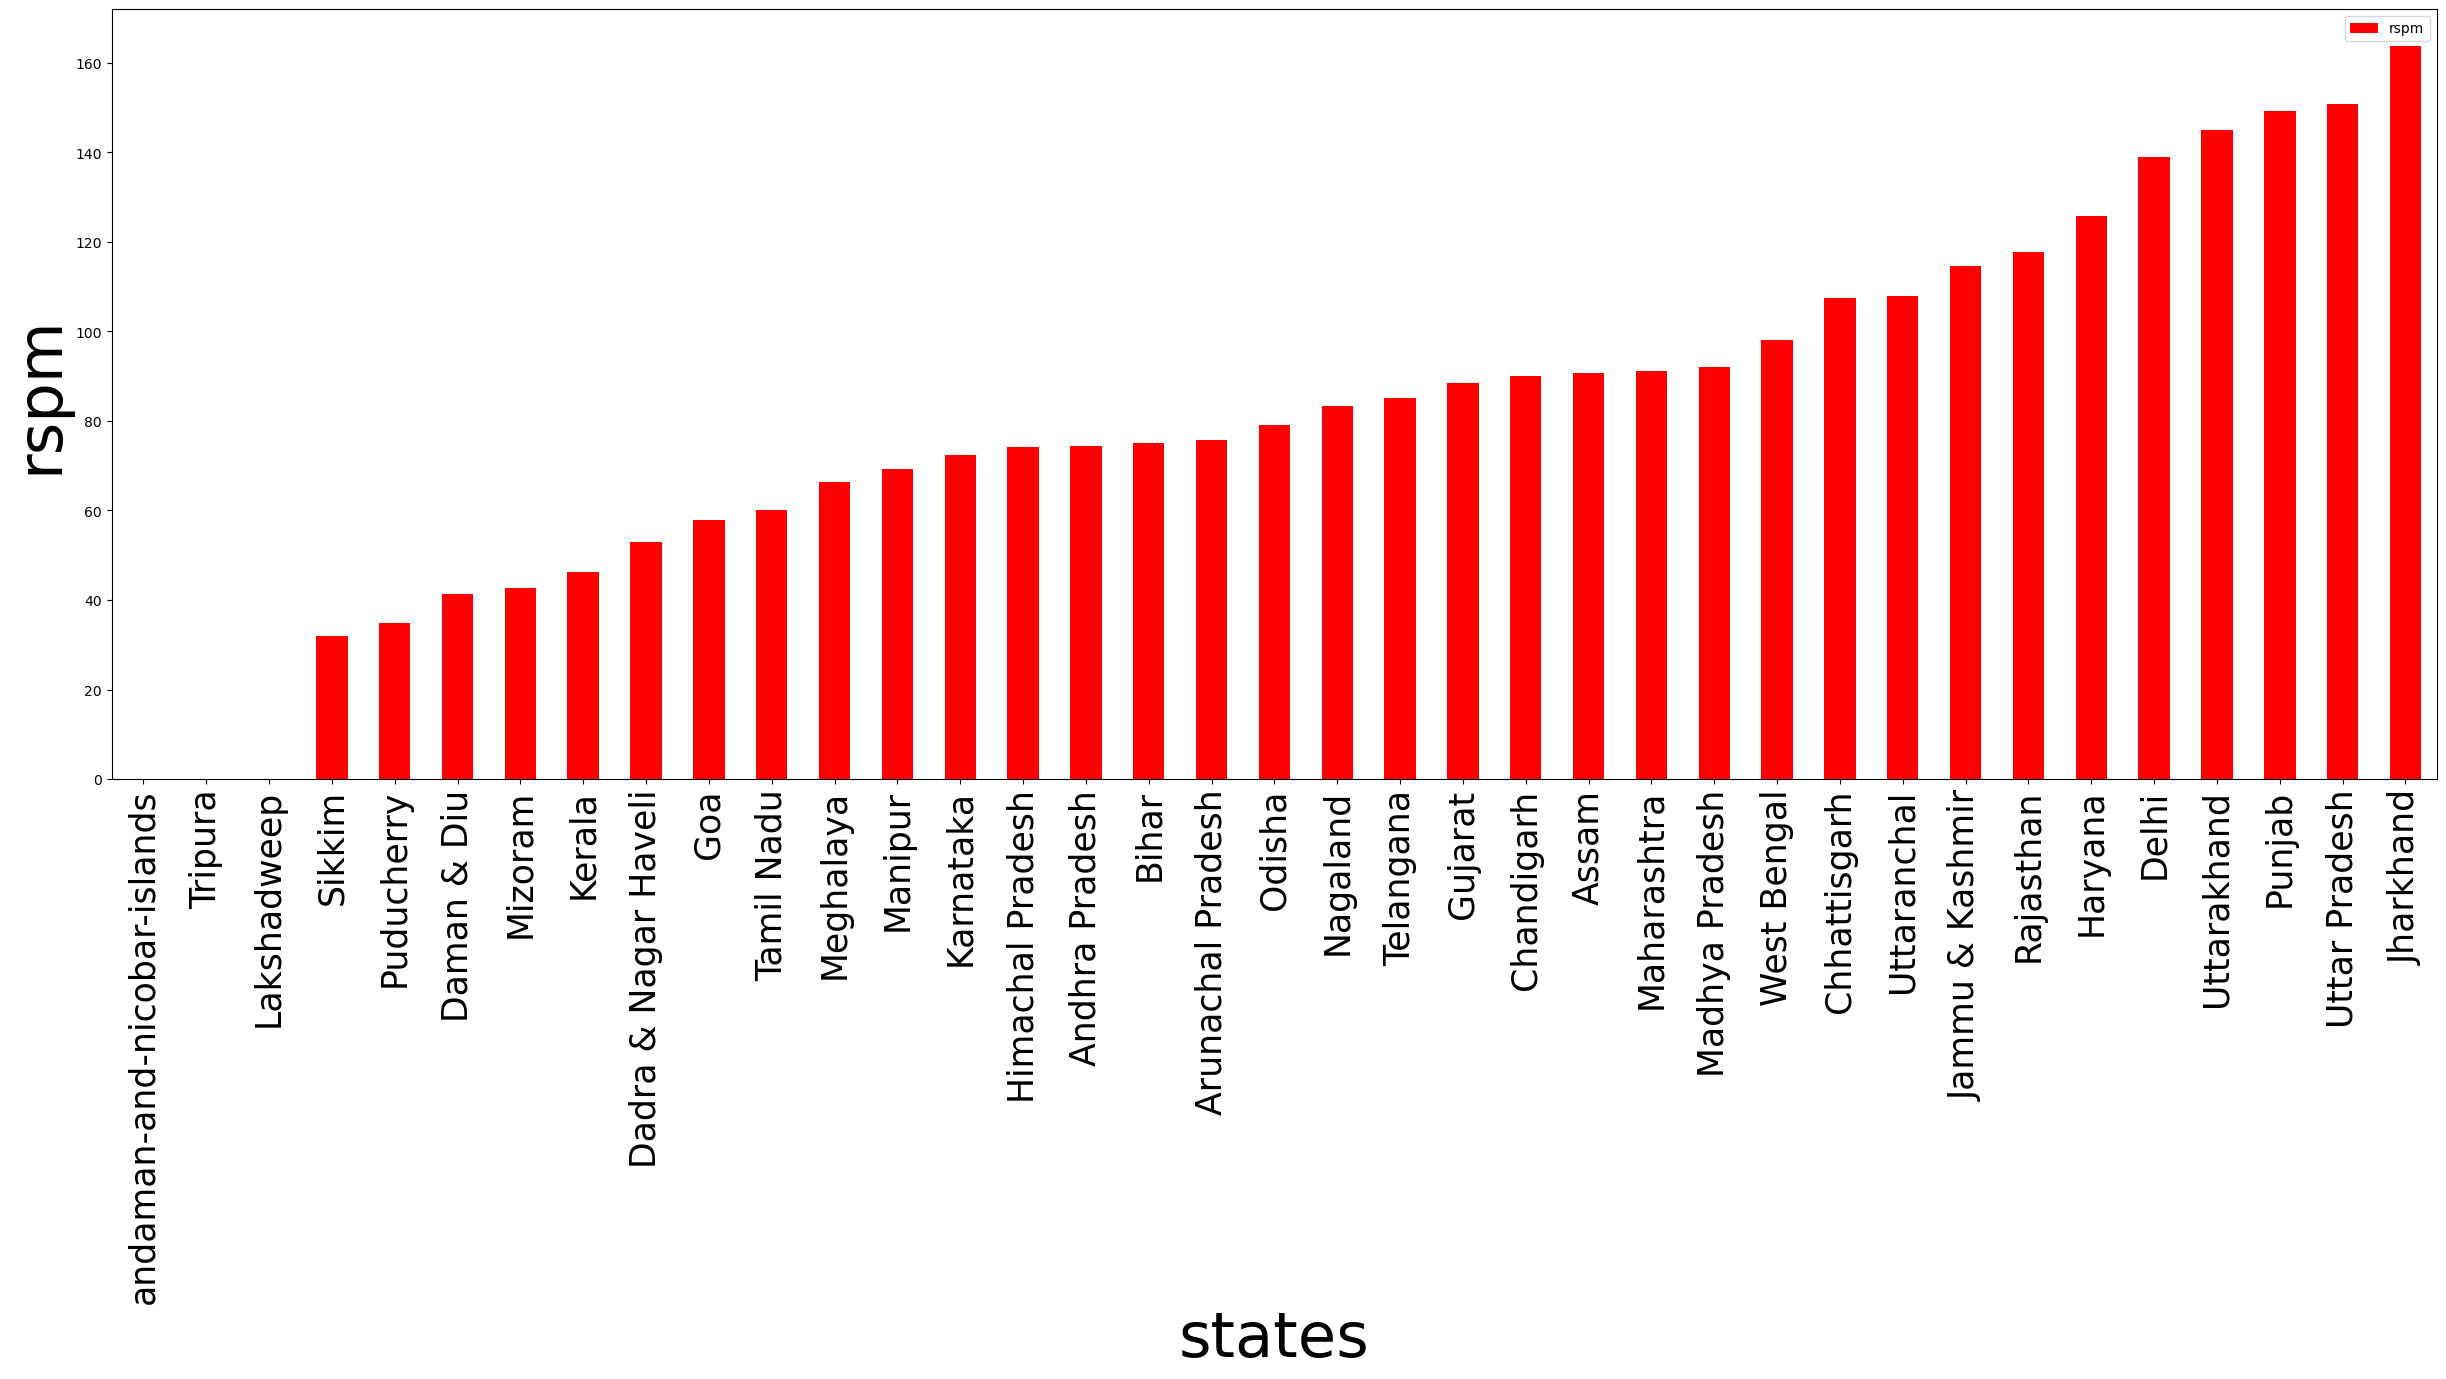 rspm
160
140
120
100
80
60
40
20
0
rspm
andaman-and-nicobar-islands
Tripura
Lakshadweep
Sikkim
Puducherry
Daman & Diu
Mizoram
Kerala
Dadra & Nagar Haveli
Goa
Tamil Nadu
Meghalaya
Manipur
Karnataka
Himachal Pradesh
Andhra Pradesh
Bihar
Arunachal Pradesh
Odisha
Nagaland
Telangana
Gujarat
Chandigarh
Assam
Maharashtra
Madhya Pradesh
West Bengal
Chhattisgarh
Uttaranchal
Jammu & Kashmir
Rajasthan
Haryana
Delhi
Uttarakhand
Punjab
Uttar Pradesh
Jharkhand
states